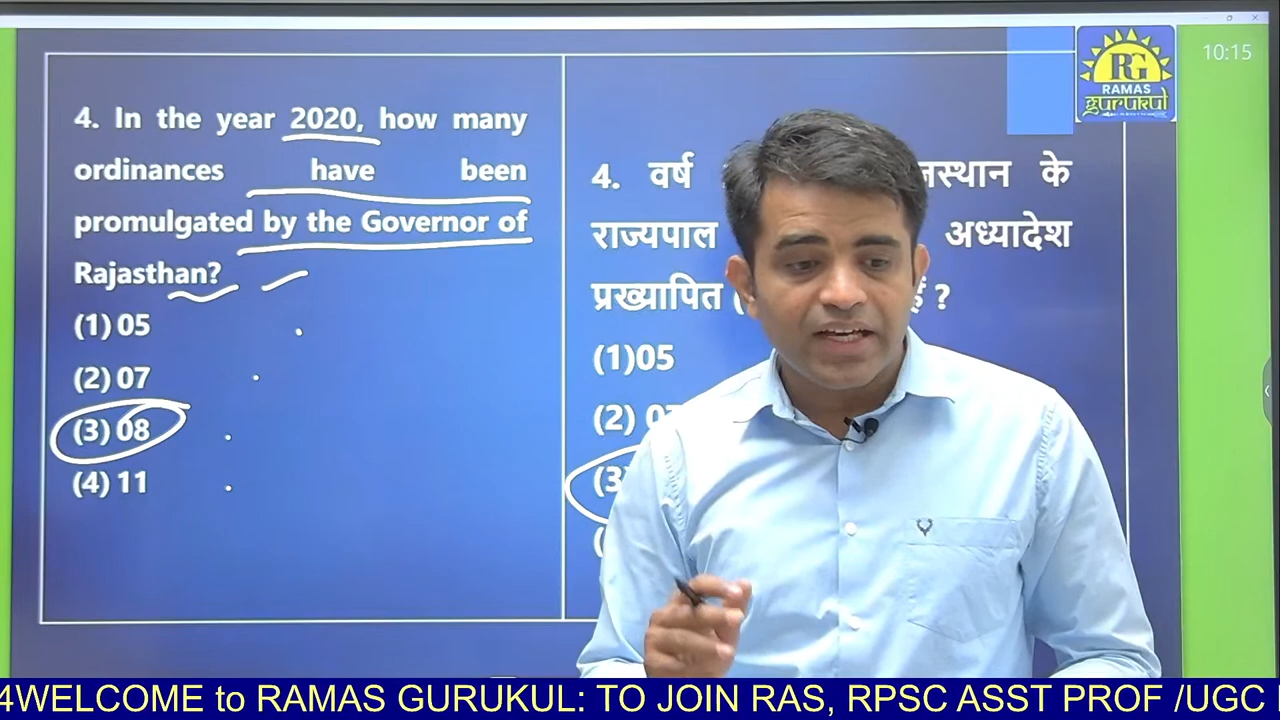 10:15
RG
RAMAS
gurukul
4. In the year 2020, how many
ordinances have been
promulgated by the Governor of
Rajasthan?
(1) 05
(2) 07
(3) 08
(4) 11
4. वर्ष के
राज्यपाल अध्यादेश
प्रख्यापित ?
(1)05
(2)
(3
4WELCOME to RAMAS GURUKUL: TO JOIN RAS, RPSC ASST PROF /UGC